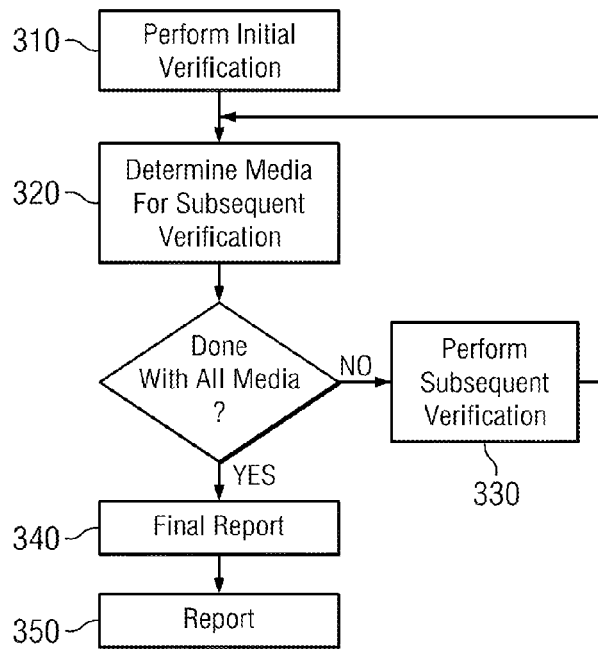 310
Perform Initial
Verification
320
Determine Media
For Subsequent
Verification
Done
With All Media
?
NO
Perform
Subsequent
Verification
330
YES
340
Final Report
350
Report